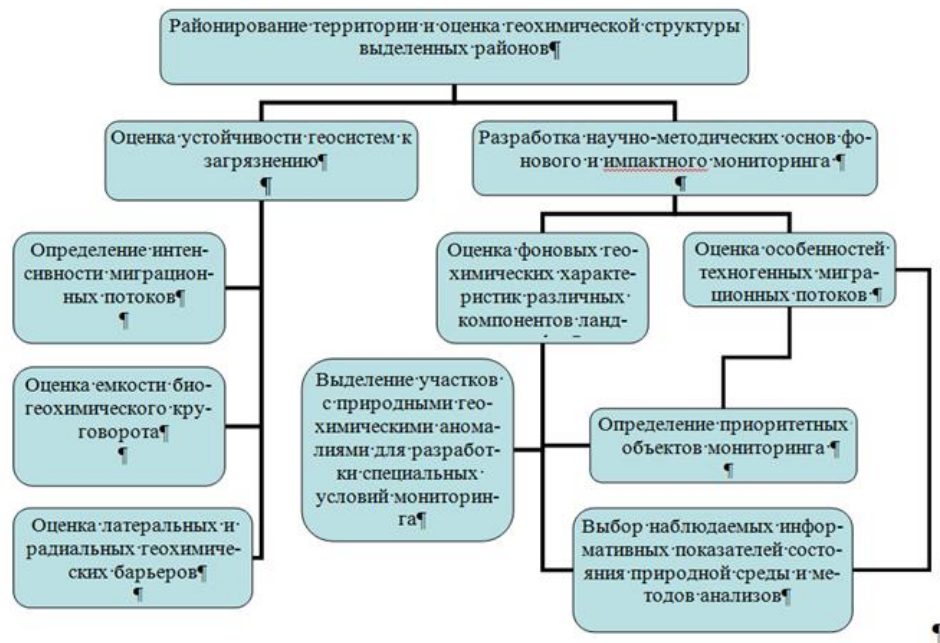 Районирование территории и оценка геохимической структуры
выделенных районов¶
Оценка устойчивости геосистем к
загрязнению¶
¶
Разработка научно-методических основ фо-
нового и импактного мониторинга ¶
¶
Определение интен-
сивности миграцион-
ных потоков¶
¶
Оценка емкости био-
геохимического кру-
говорота¶
¶
Оценка латеральных и
радиальных геохимиче-
ских барьеров¶
¶
Оценка фоновых гео-
химических характе-
ристик различных
компонентов ланд-
Оценка особенностей
техногенных мигра-
ционных потоков ¶
Выделение участков
с природными гео-
химическими анома-
лиями для разработ-
ки специальных
условий мониторин-
га¶
Определение приоритетных
объектов мониторинга ¶
¶
Выбор наблюдаемых инфор-
мативных показателей состо-
яния природной среды и ме-
тодов анализов¶
¶